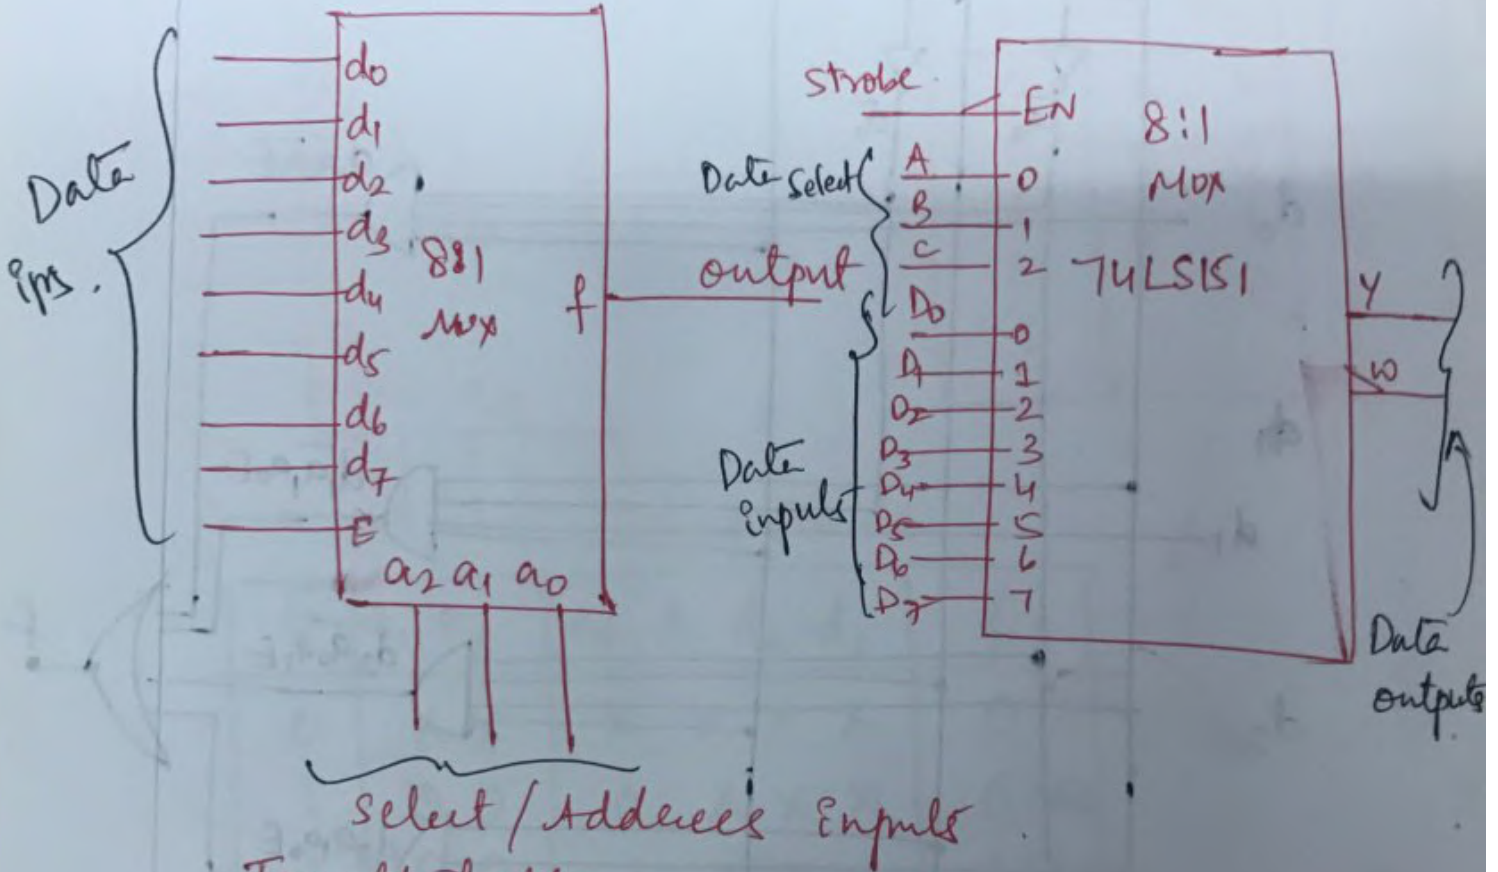 Data
ips.
d0
d1
d2
d3
d4
d5
d6
d7
E
8:1
MUX
f
output
a2 a1 a0
Select / Address inputs
Strobe
EN
Data Select
A 0
B 1
C 2
8:1
MUX
74LS151
Data
inputs
D0 0
D1 1
D2 2
D3 3
D4 4
D5 5
D6 6
D7 7
Y
W
Data
outputs